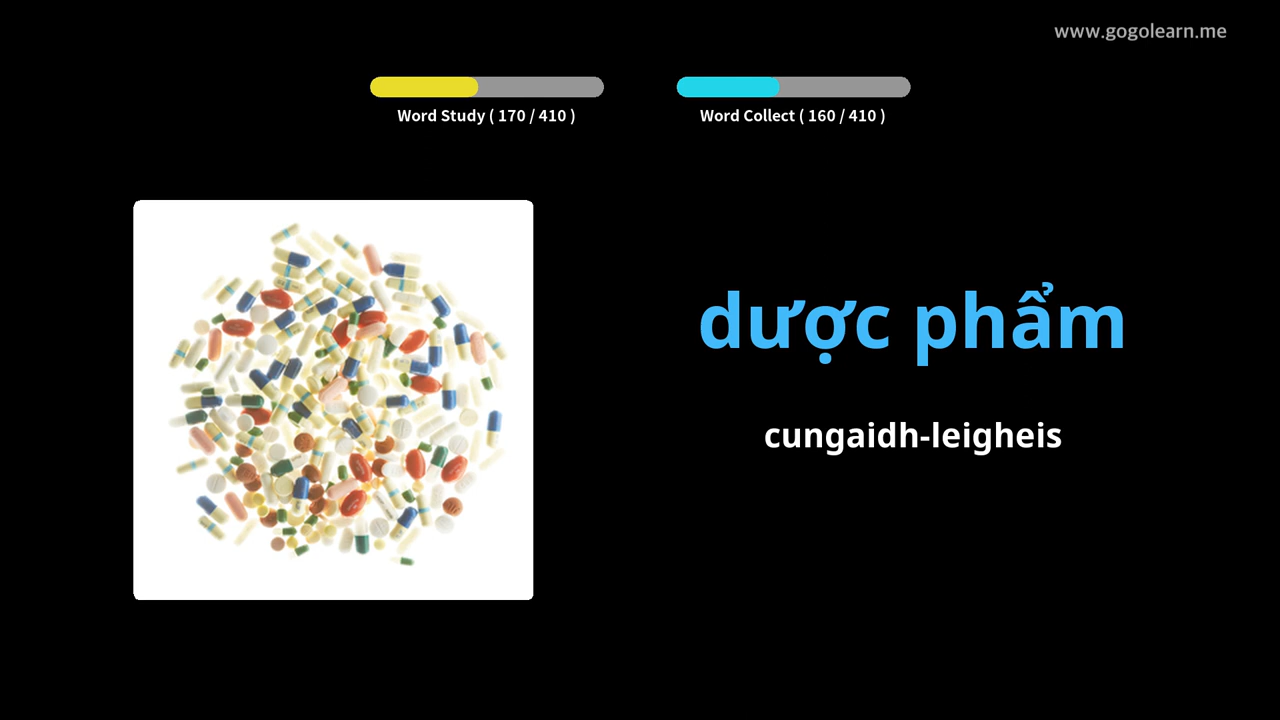 www.gogolearn.me
Word Study ( 170 / 410 )
Word Collect ( 160 / 410 )
dược phẩm
cungaidh-leigheis